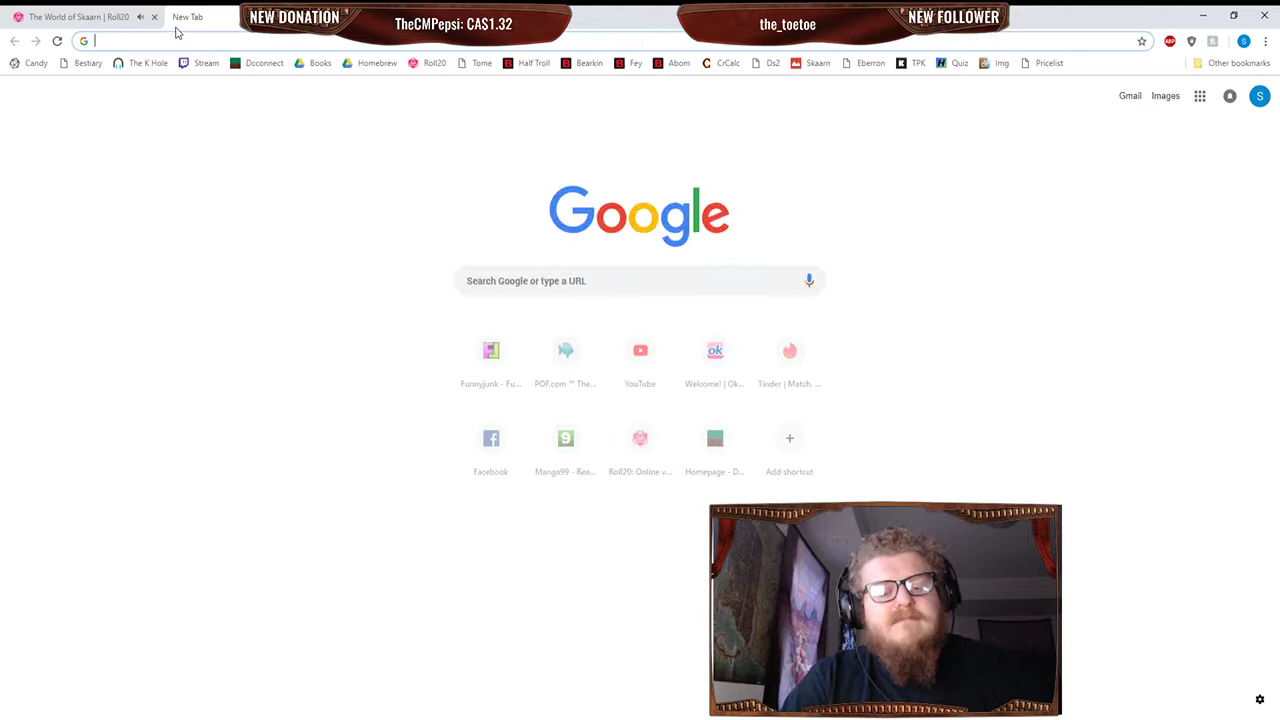 The World of Skaarn | Roll20
New Tab
NEW DONATION
TheCMPepsi: CA$1.32
the_toetoe
NEW FOLLOWER
Candy Bestiary The K Hole Stream Dcconnect Books Homebrew Roll20 Tome Half Troll Bearkin Fey Abom CrCalc Ds2 Skaarn Eberron TPK Quiz Img Pricelist Other bookmarks
Gmail Images S
Google
Search Google or type a URL
Funnyjunk - Fu... POF.com ™ The... YouTube Welcome! | Ok... Tinder | Match. ...
Facebook Manga99 - Rea... Roll20: Online v... Homepage - D... Add shortcut